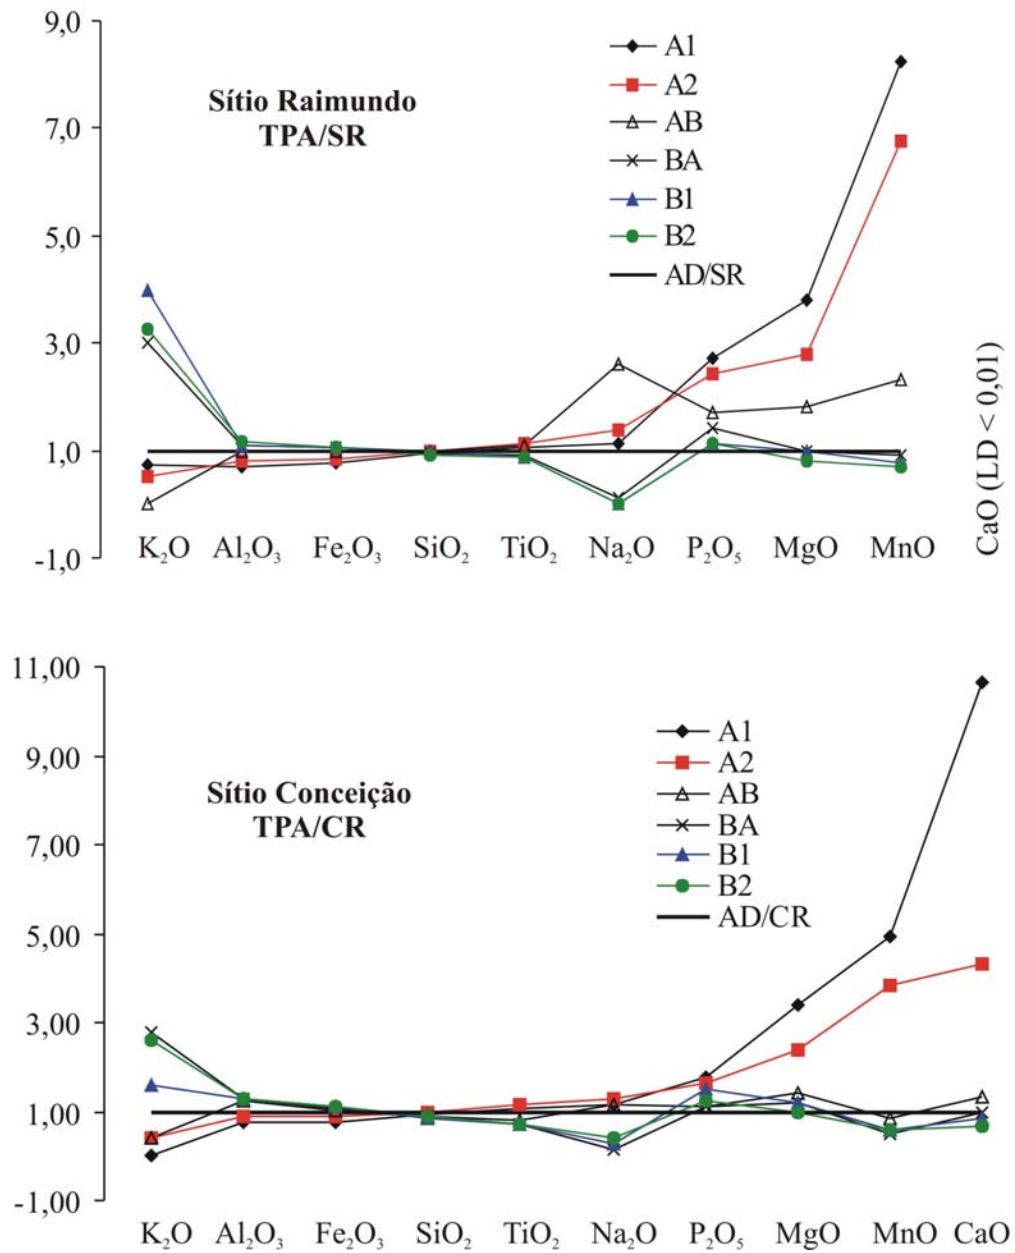 9,0
7,0
5,0
3,0
1,0
-1,0
Sítio Raimundo
TPA/SR
A1
A2
AB
BA
B1
B2
AD/SR
K₂O Al₂O₃ Fe₂O₃ SiO₂ TiO₂ Na₂O P₂O₅ MgO MnO
CaO (LD < 0,01)
11,00
9,00
7,00
5,00
3,00
1,00
-1,00
Sítio Conceição
TPA/CR
A1
A2
AB
BA
B1
B2
AD/CR
K₂O Al₂O₃ Fe₂O₃ SiO₂ TiO₂ Na₂O P₂O₅ MgO MnO CaO